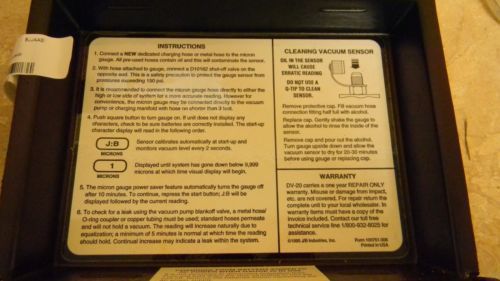 INSTRUCTIONS
1. Connect a NEW dedicated charging hose or metal hose to the micron
gauge. All pre-used hoses contain oil and this will contaminate the sensor.
2. With hose attached to gauge, connect a D10162 shut-off valve on the
opposite end. This is a safety precaution to protect the gauge sensor from
pressures exceeding 150 psi.
3. It is recommended to connect the micron gauge hose directly to either the
high or low side of system for a more accurate reading. However for
convenience, the micron gauge may be connected directly to the vacuum
pump or charging manifold with hose on shorter than 3 foot.
4. Push square button to turn gauge on. If unit does not display any
characters, check to be sure batteries are correctly installed. The start-up
character display will read in the following order.
J:B
MICRONS
Sensor calibrates automatically at start-up and
monitors vacuum level every 2 seconds.
1
MICRONS
Displayed until system has gone down below 9,999
microns at which time visual display will begin.
5. The micron gauge power saver feature automatically turns the gauge off
after 10 minutes. To continue, repress the start button; J:B will be
displayed followed by the current reading.
6. To check for a leak using the vacuum pump blankoff valve, a metal hose/
O-ring coupler or copper tubing must be used; standard hoses permeate
and will not hold a vacuum. The reading will increase naturally due to
equalization; a minimum of 5 minutes is normal at which time the reading
should hold. Continual increase may indicate a leak within the system.
CLEANING VACUUM SENSOR
OIL IN THE SENSOR
WILL CAUSE
ERRATIC READING
DO NOT USE A
Q-TIP TO CLEAN
SENSOR.
Remove protective cap. Fill vacuum hose
connection fitting half full with alcohol.
Replace cap. Gently shake the gauge to
allow the alcohol to rinse the inside of the
sensor.
Remove cap and pour out the alcohol.
Turn gauge upside down and allow the
vacuum sensor to dry for 20-30 minutes
before using gauge or replacing cap.
WARRANTY
DV-20 carries a one year REPAIR ONLY
warranty. Misuse or damage from impact,
etc. are not covered. For repair return the
complete unit to your local wholesaler. In
warranty items must have a copy of the
invoice included. Contact our toll free
technical service line 1/800-932-8025 for
assistance.
©1995 J/B Industries, Inc.
Printed in USA